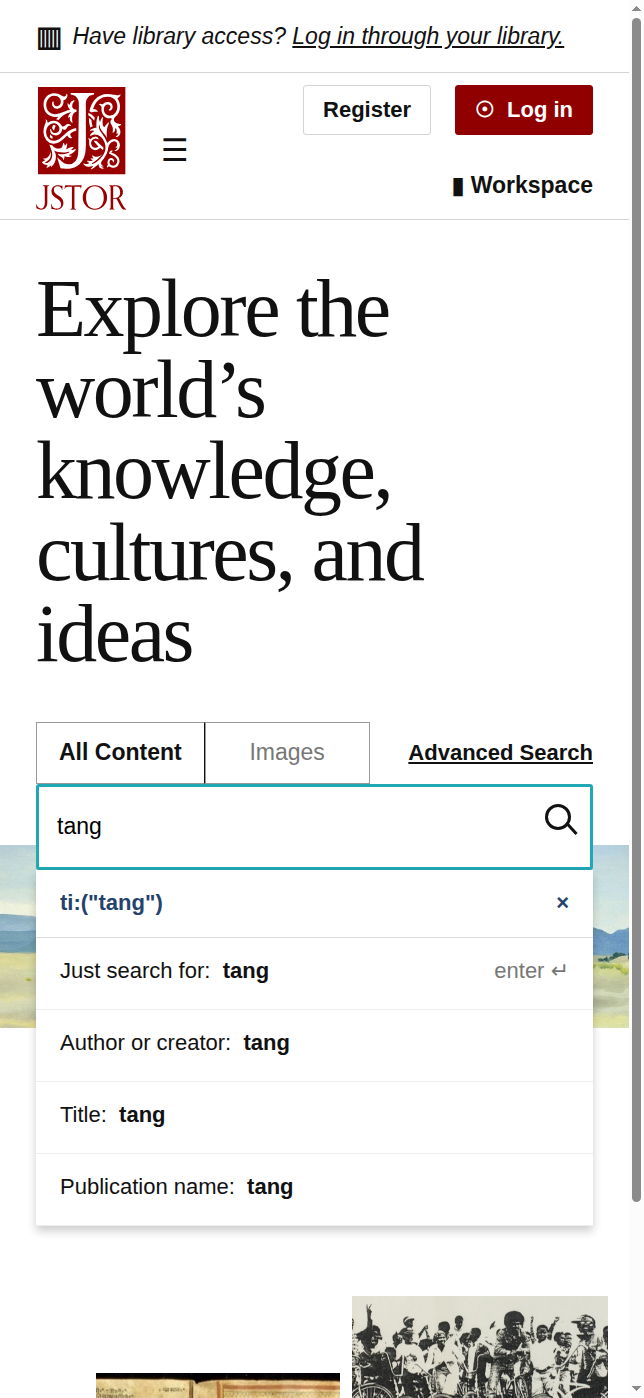 Have library access? Log in through your library.
Register
Log in
JSTOR
Workspace
Explore the
world’s
knowledge,
cultures, and
ideas
All Content
Images
Advanced Search
tang
ti:("tang") ×
Just search for: tang enter ↵
Author or creator: tang
Title: tang
Publication name: tang